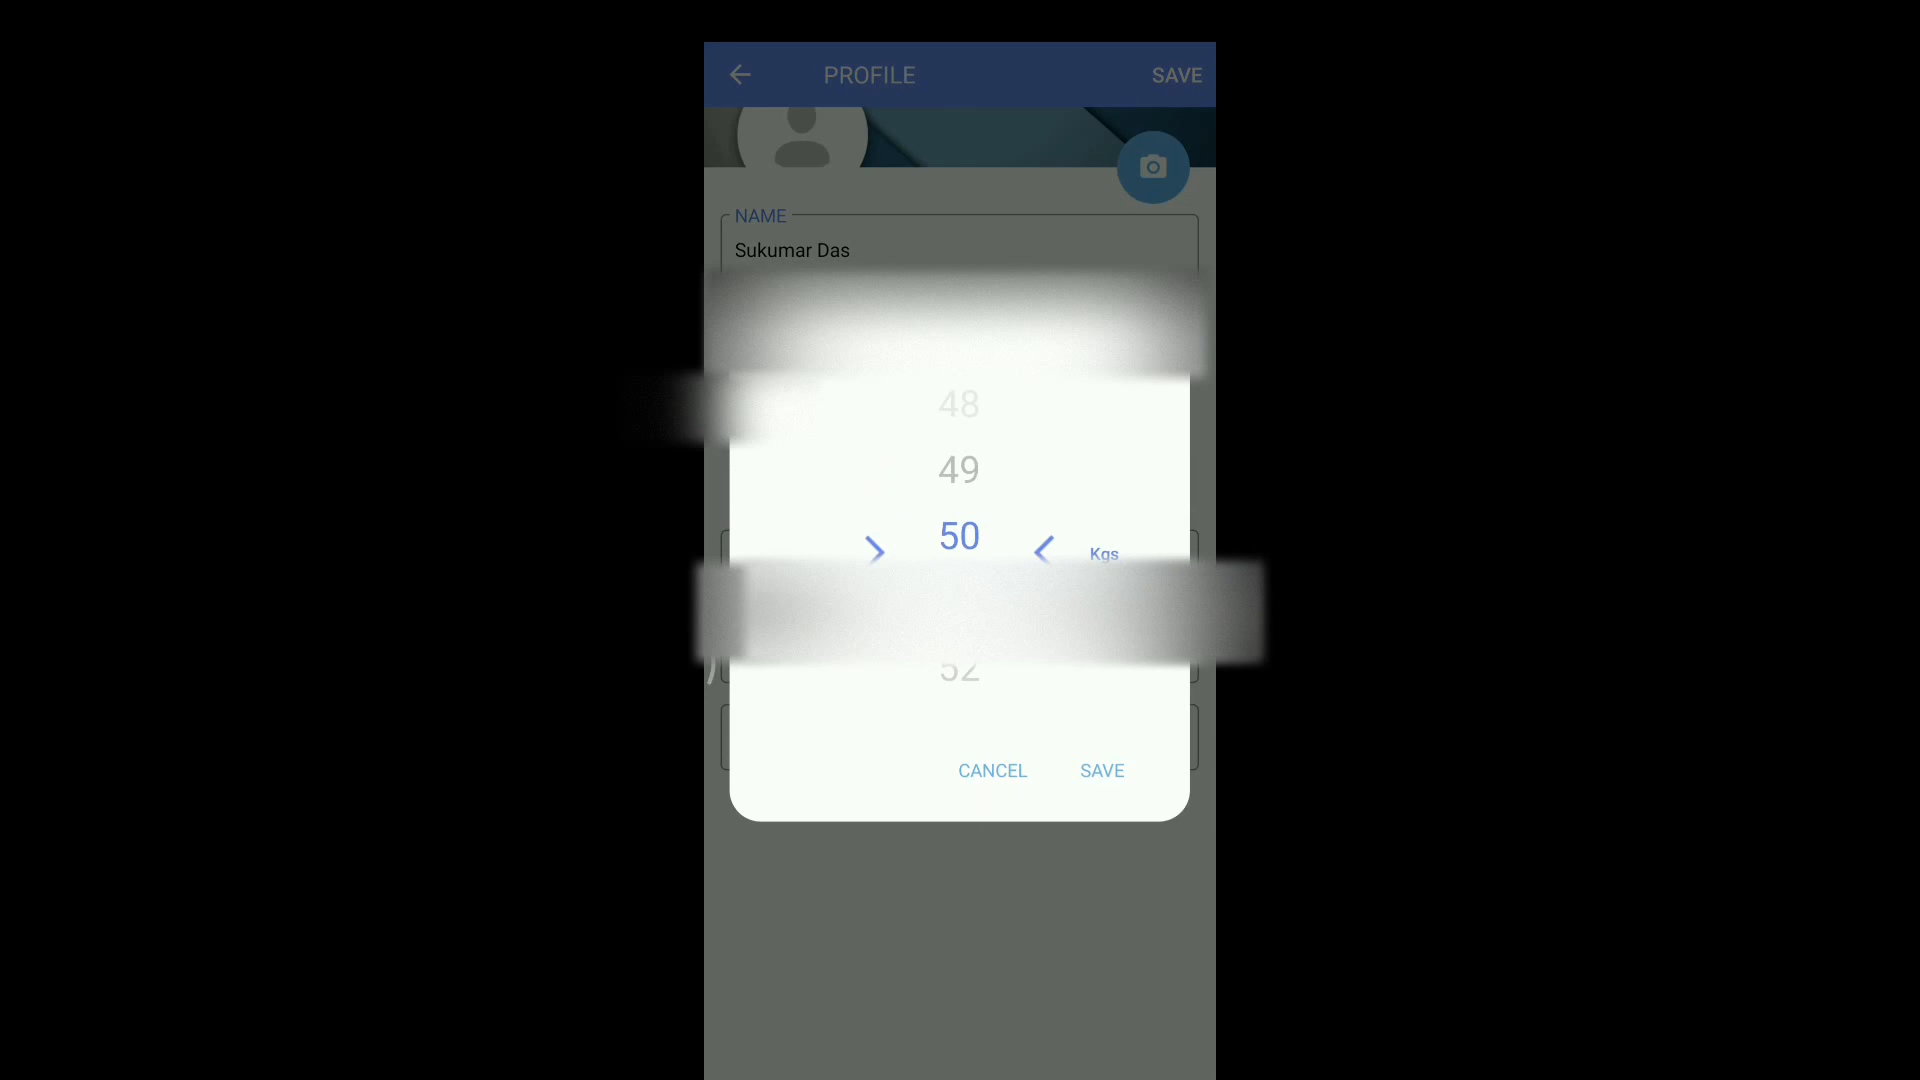 PROFILE SAVE
NAME
Sukumar Das
48
49
50
Kgs
52
CANCEL SAVE